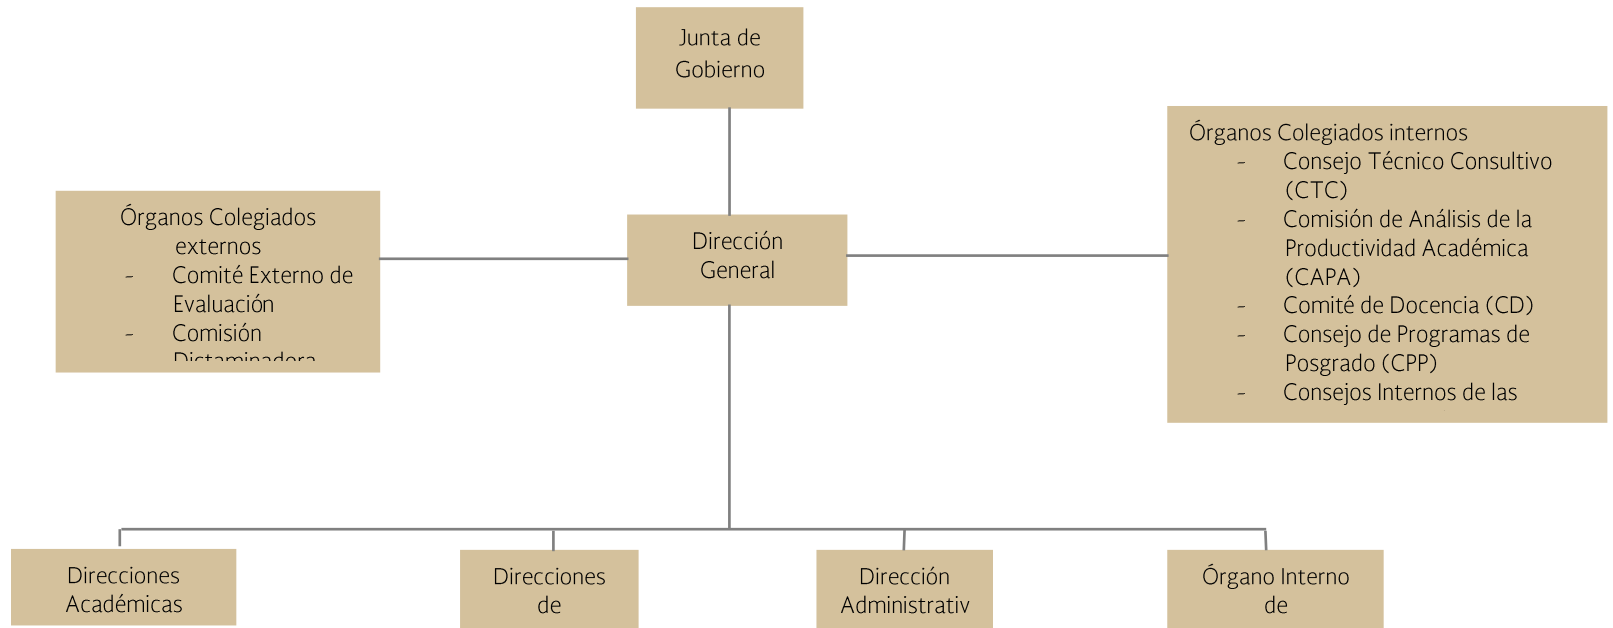 Junta de
Gobierno
Órganos Colegiados
externos
- Comité Externo de
Evaluación
- Comisión
Dictaminadora
Dirección
General
Órganos Colegiados internos
- Consejo Técnico Consultivo
(CTC)
- Comisión de Análisis de la
Productividad Académica
(CAPA)
- Comité de Docencia (CD)
- Consejo de Programas de
Posgrado (CPP)
- Consejos Internos de las
Direcciones
Académicas
Direcciones
de
Dirección
Administrativ
Órgano Interno
de